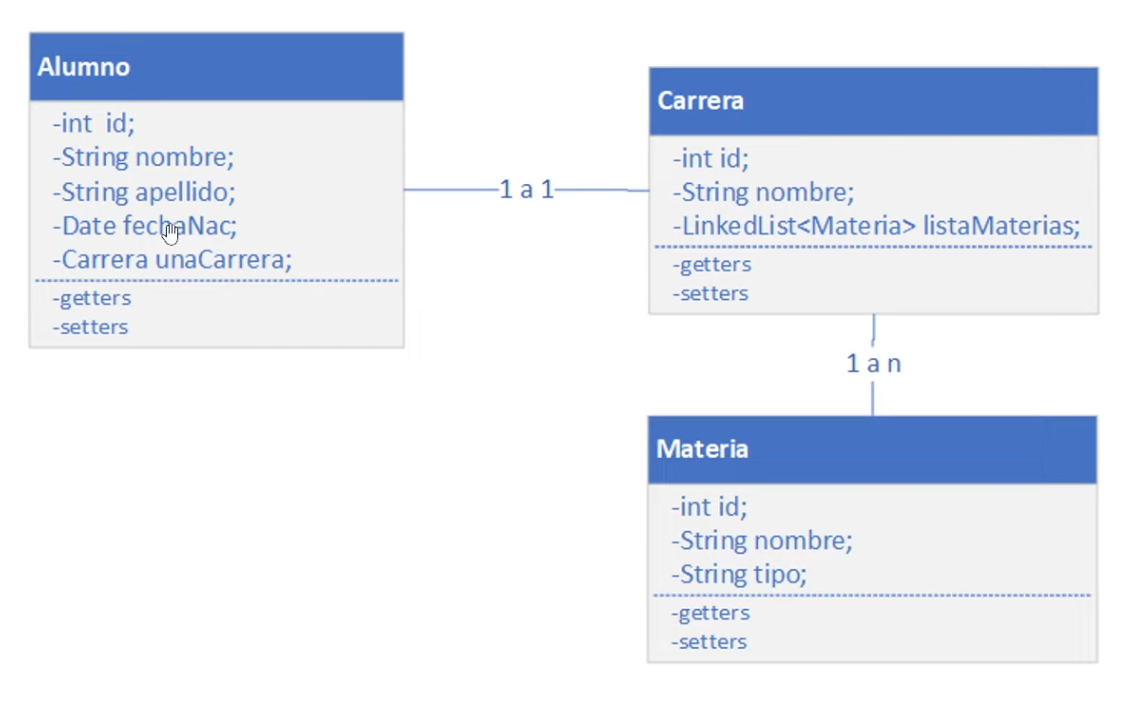 Alumno
-int id;
-String nombre;
-String apellido;
-Date fechaNac;
-Carrera unaCarrera;
-getters
-setters
1 a 1
Carrera
-int id;
-String nombre;
-LinkedList<Materia> listaMaterias;
-getters
-setters
1 a n
Materia
-int id;
-String nombre;
-String tipo;
-getters
-setters